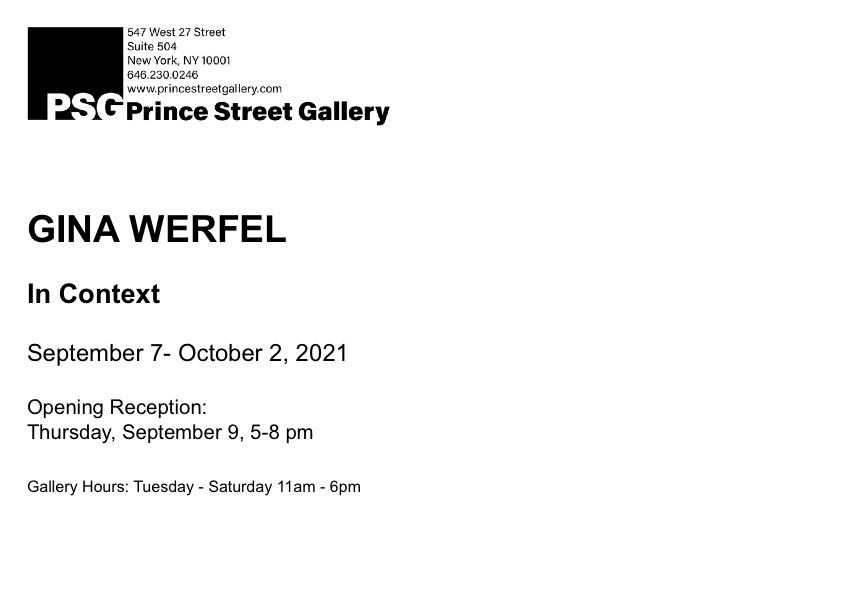 547 West 27 Street
Suite 504
New York, NY 10001
646.230.0246
www.princestreetgallery.com
PSG Prince Street Gallery
GINA WERFEL
In Context
September 7- October 2, 2021
Opening Reception:
Thursday, September 9, 5-8 pm
Gallery Hours: Tuesday - Saturday 11am - 6pm